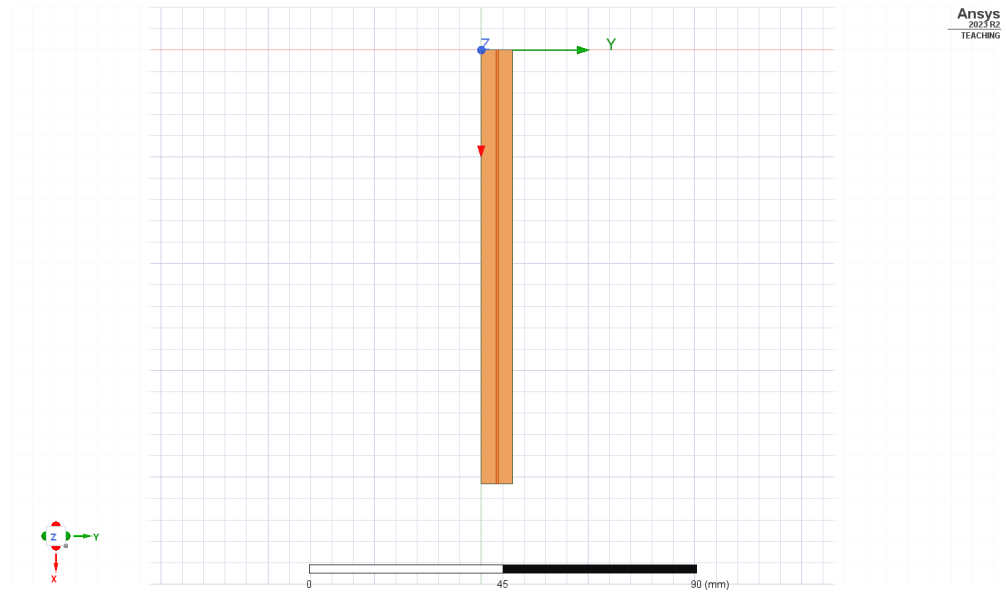 Ansys
2023 R2
TEACHING
Z
Y
Z
Y
X
0
45
90 (mm)